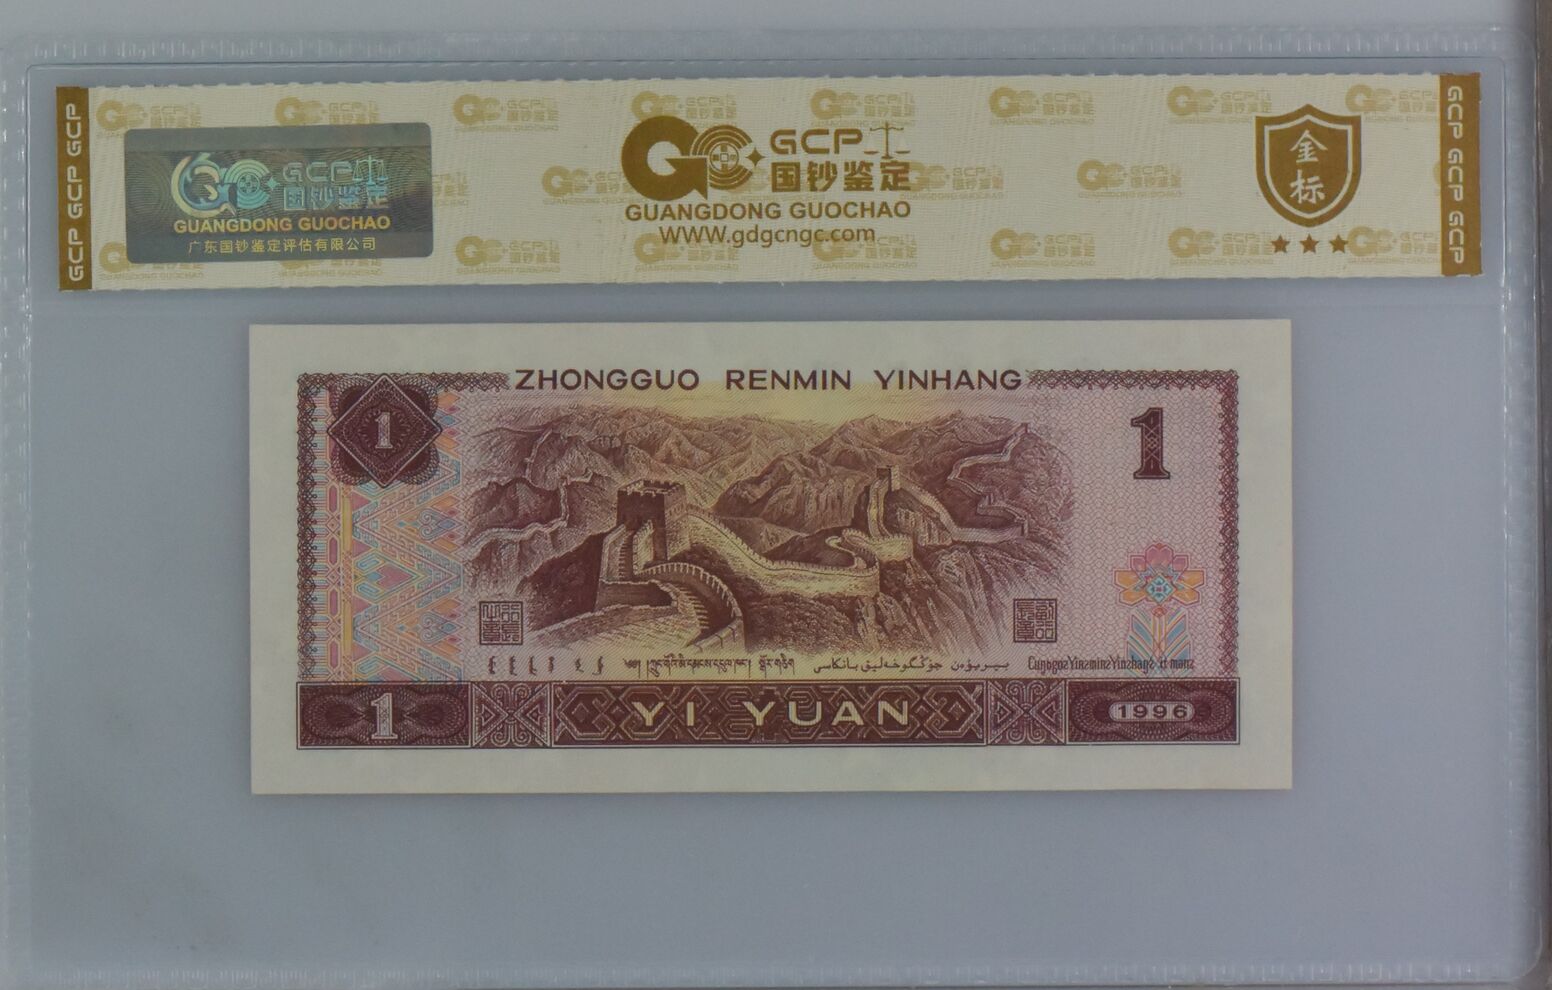 GCP GCP GCP
GCP
国钞鉴定
GUANGDONG GUOCHAO
广东国钞鉴定评估有限公司
GCP
国钞鉴定
GUANGDONG GUOCHAO
WWW.gdgcngc.com
金标
GCP GCP GCP
ZHONGGUO RENMIN YINHANG
1
1
1
YI YUAN
1996